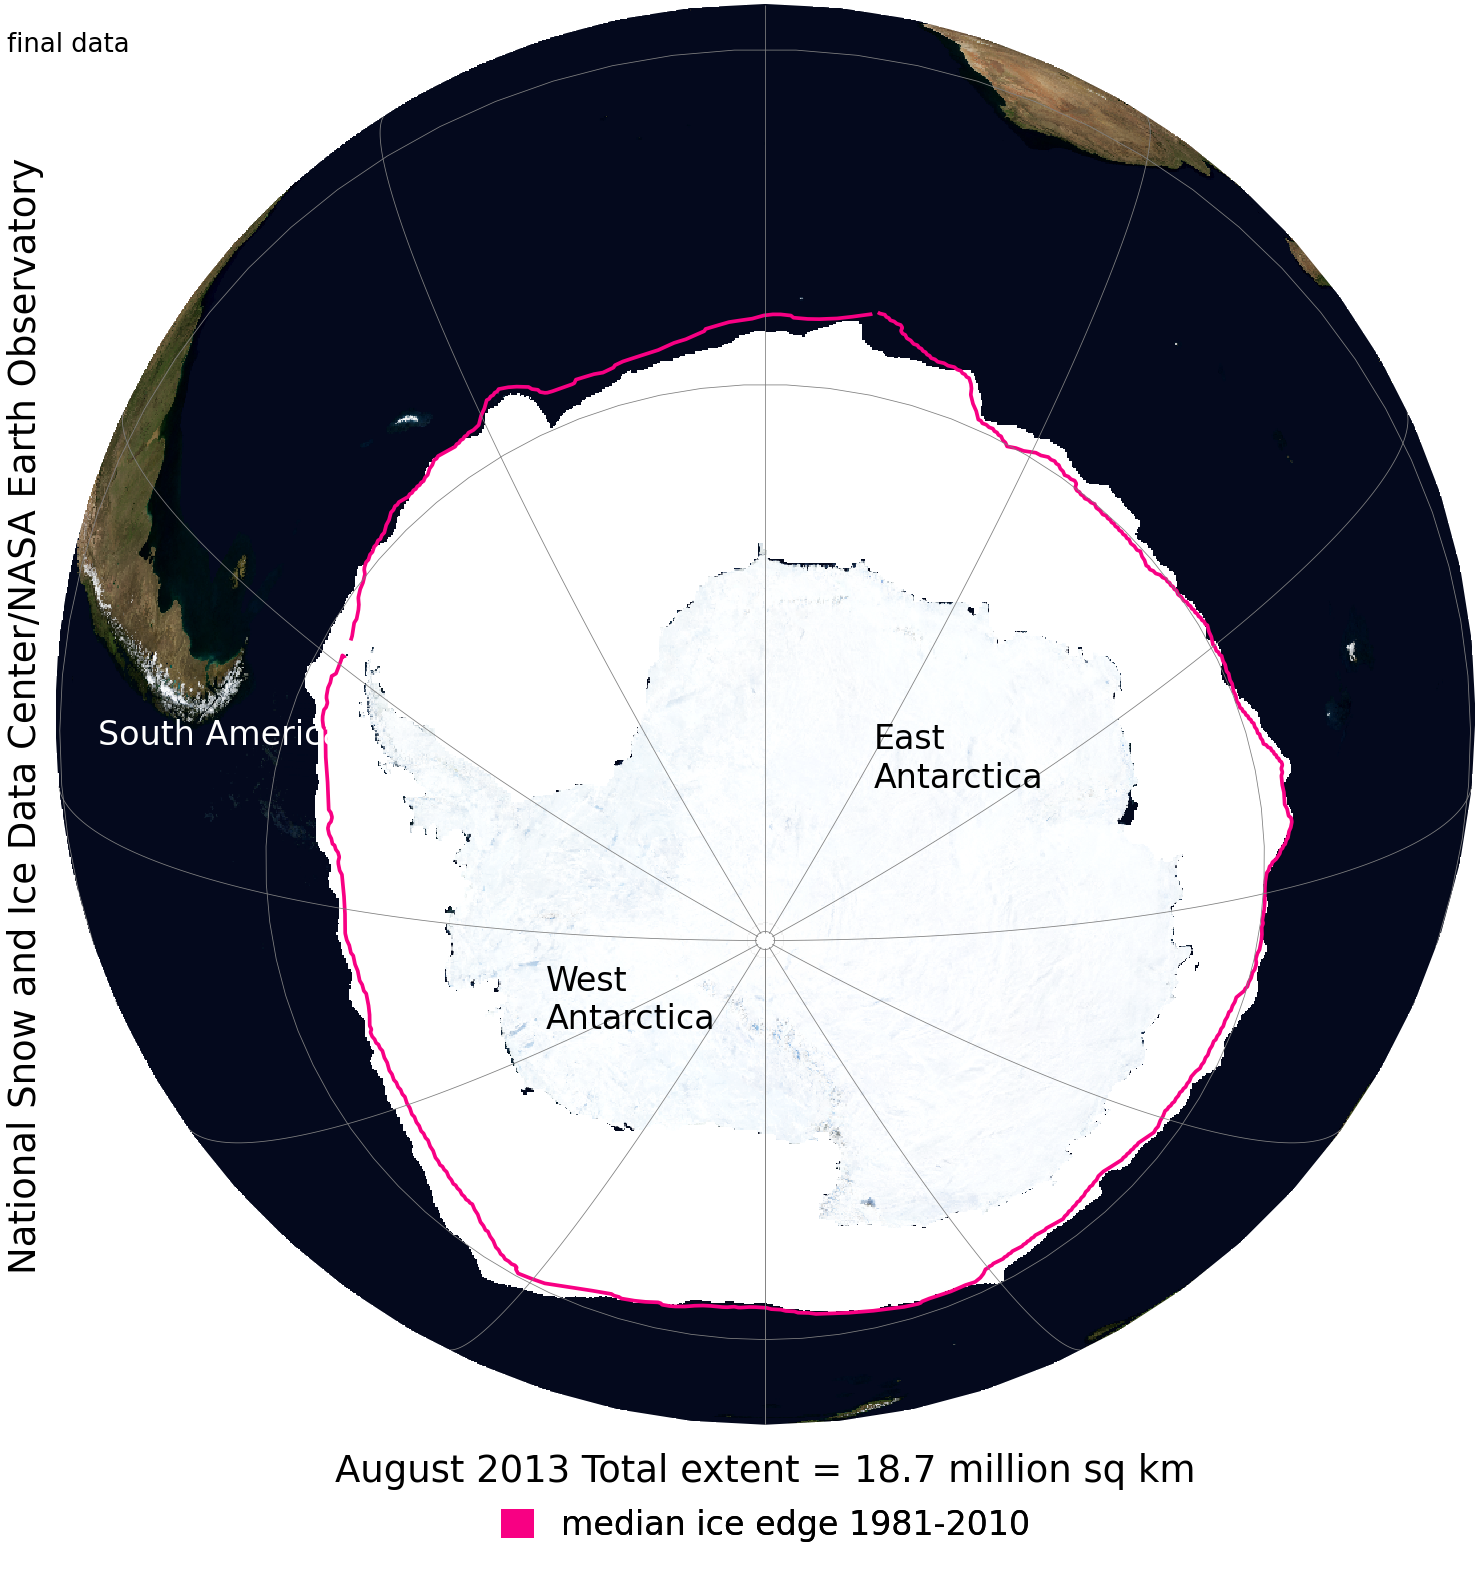 final data
National Snow and Ice Data Center/NASA Earth Observatory
South America
East
Antarctica
West
Antarctica
August 2013 Total extent = 18.7 million sq km
median ice edge 1981-2010